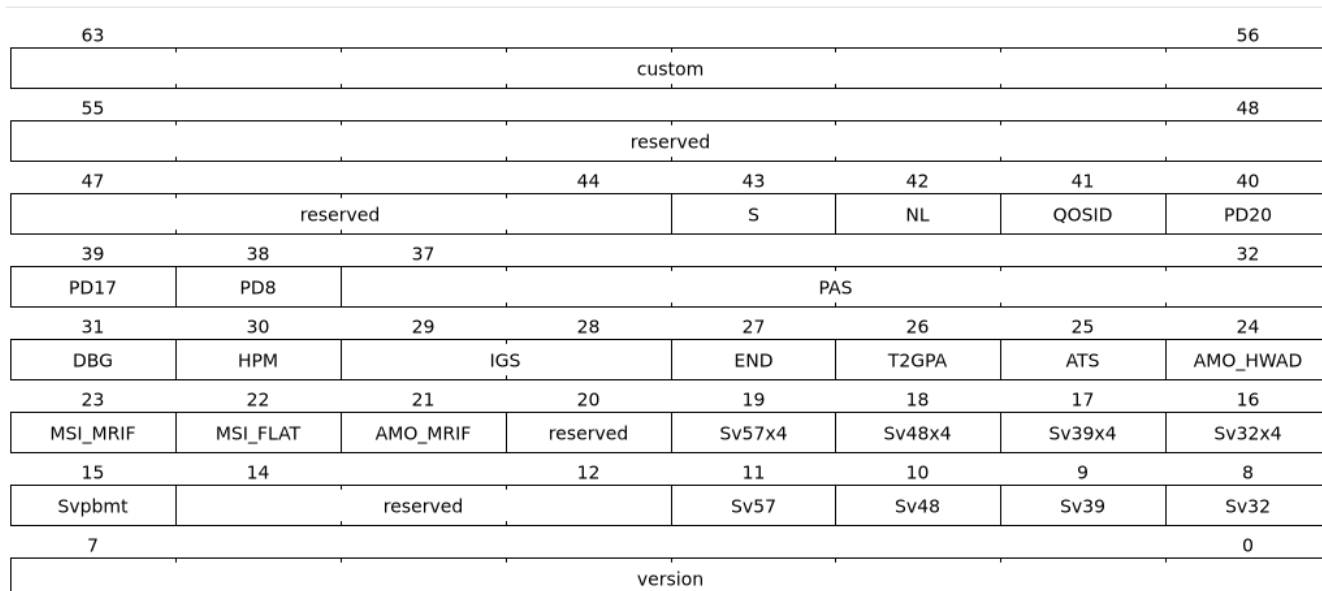 63 56
custom
55 48
reserved
47 44 43 42 41 40
reserved S NL QOSID PD20
39 38 37 32
PD17 PD8 PAS
31 30 29 28 27 26 25 24
DBG HPM IGS END T2GPA ATS AMO_HWAD
23 22 21 20 19 18 17 16
MSI_MRIF MSI_FLAT AMO_MRIF reserved Sv57x4 Sv48x4 Sv39x4 Sv32x4
15 14 12 11 10 9 8
Svpbmt reserved Sv57 Sv48 Sv39 Sv32
7 0
version